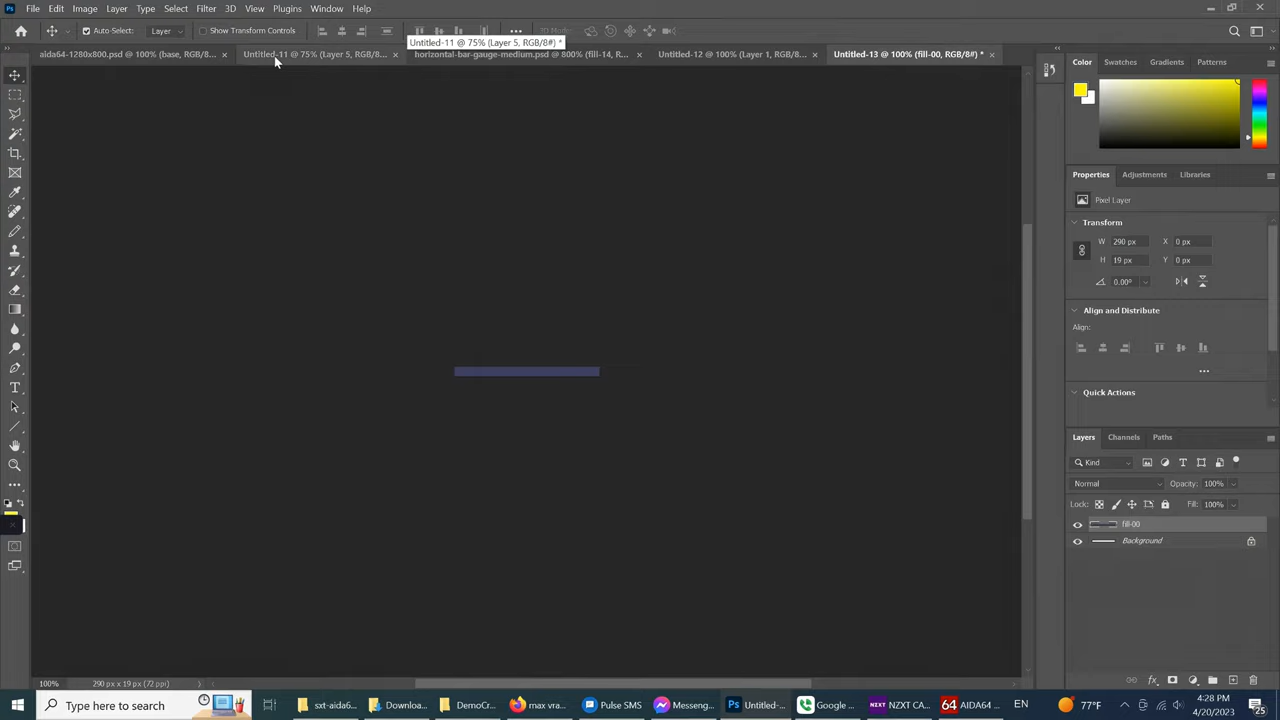 File Edit Image Layer Type Select Filter 3D View Plugins Window Help
Auto-Select: Layer Show Transform Controls
Untitled-11 @ 75% (Layer 5, RGB/8#) *
aida64-1280x800.psd @ 100% (base, RGB/8... × Untitled-11 @ 75% (Layer 5, RGB/8... × horizontal-bar-gauge-medium.psd @ 800% (fill-14, R... × Untitled-12 @ 100% (Layer 1, RGB/8... × Untitled-13 @ 100% (fill-00, RGB/8#) * ×
Color Swatches Gradients Patterns
Properties Adjustments Libraries
Pixel Layer
Transform
W 290 px X 0 px
H 19 px Y 0 px
0.00°
Align and Distribute
Align:
Quick Actions
Layers Channels Paths
Kind
Normal Opacity: 100%
Lock: Fill: 100%
fill-00
Background
100% 290 px x 19 px (72 ppi)
Type here to search
sxt-aida6... Downloa... DemoCr... max vra... Pulse SMS Messeng... Untitled-... Google ... NZXT CA... 64 AIDA64 ... 77°F EN
4:28 PM
4/20/2023
25